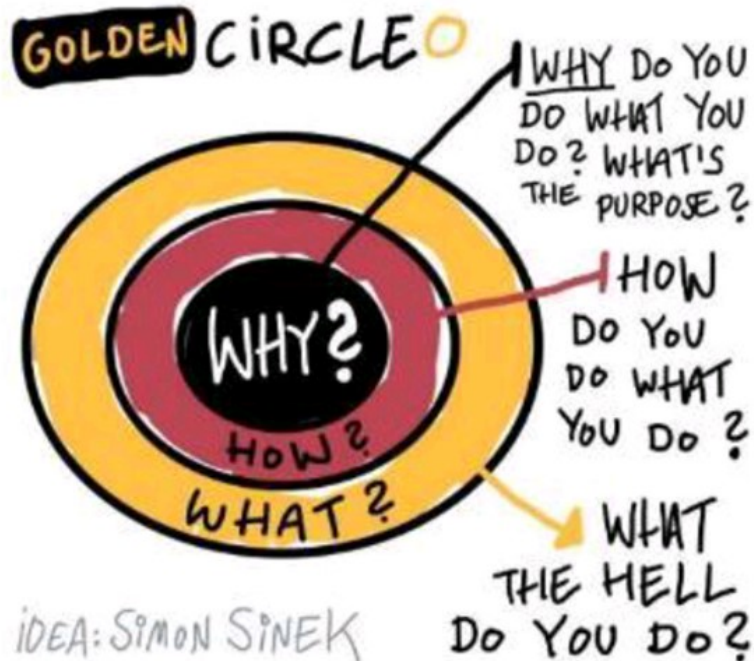 GOLDEN CiRCLE
WHY DO YOU
DO WHAT YOU
DO? WHAT'S
THE PURPOSE?
HOW
DO YOU
DO WHAT
YOU DO?
WHY?
HOW?
WHAT?
WHAT
THE HELL
DO YOU DO?
iDEA: SiMON SiNEK